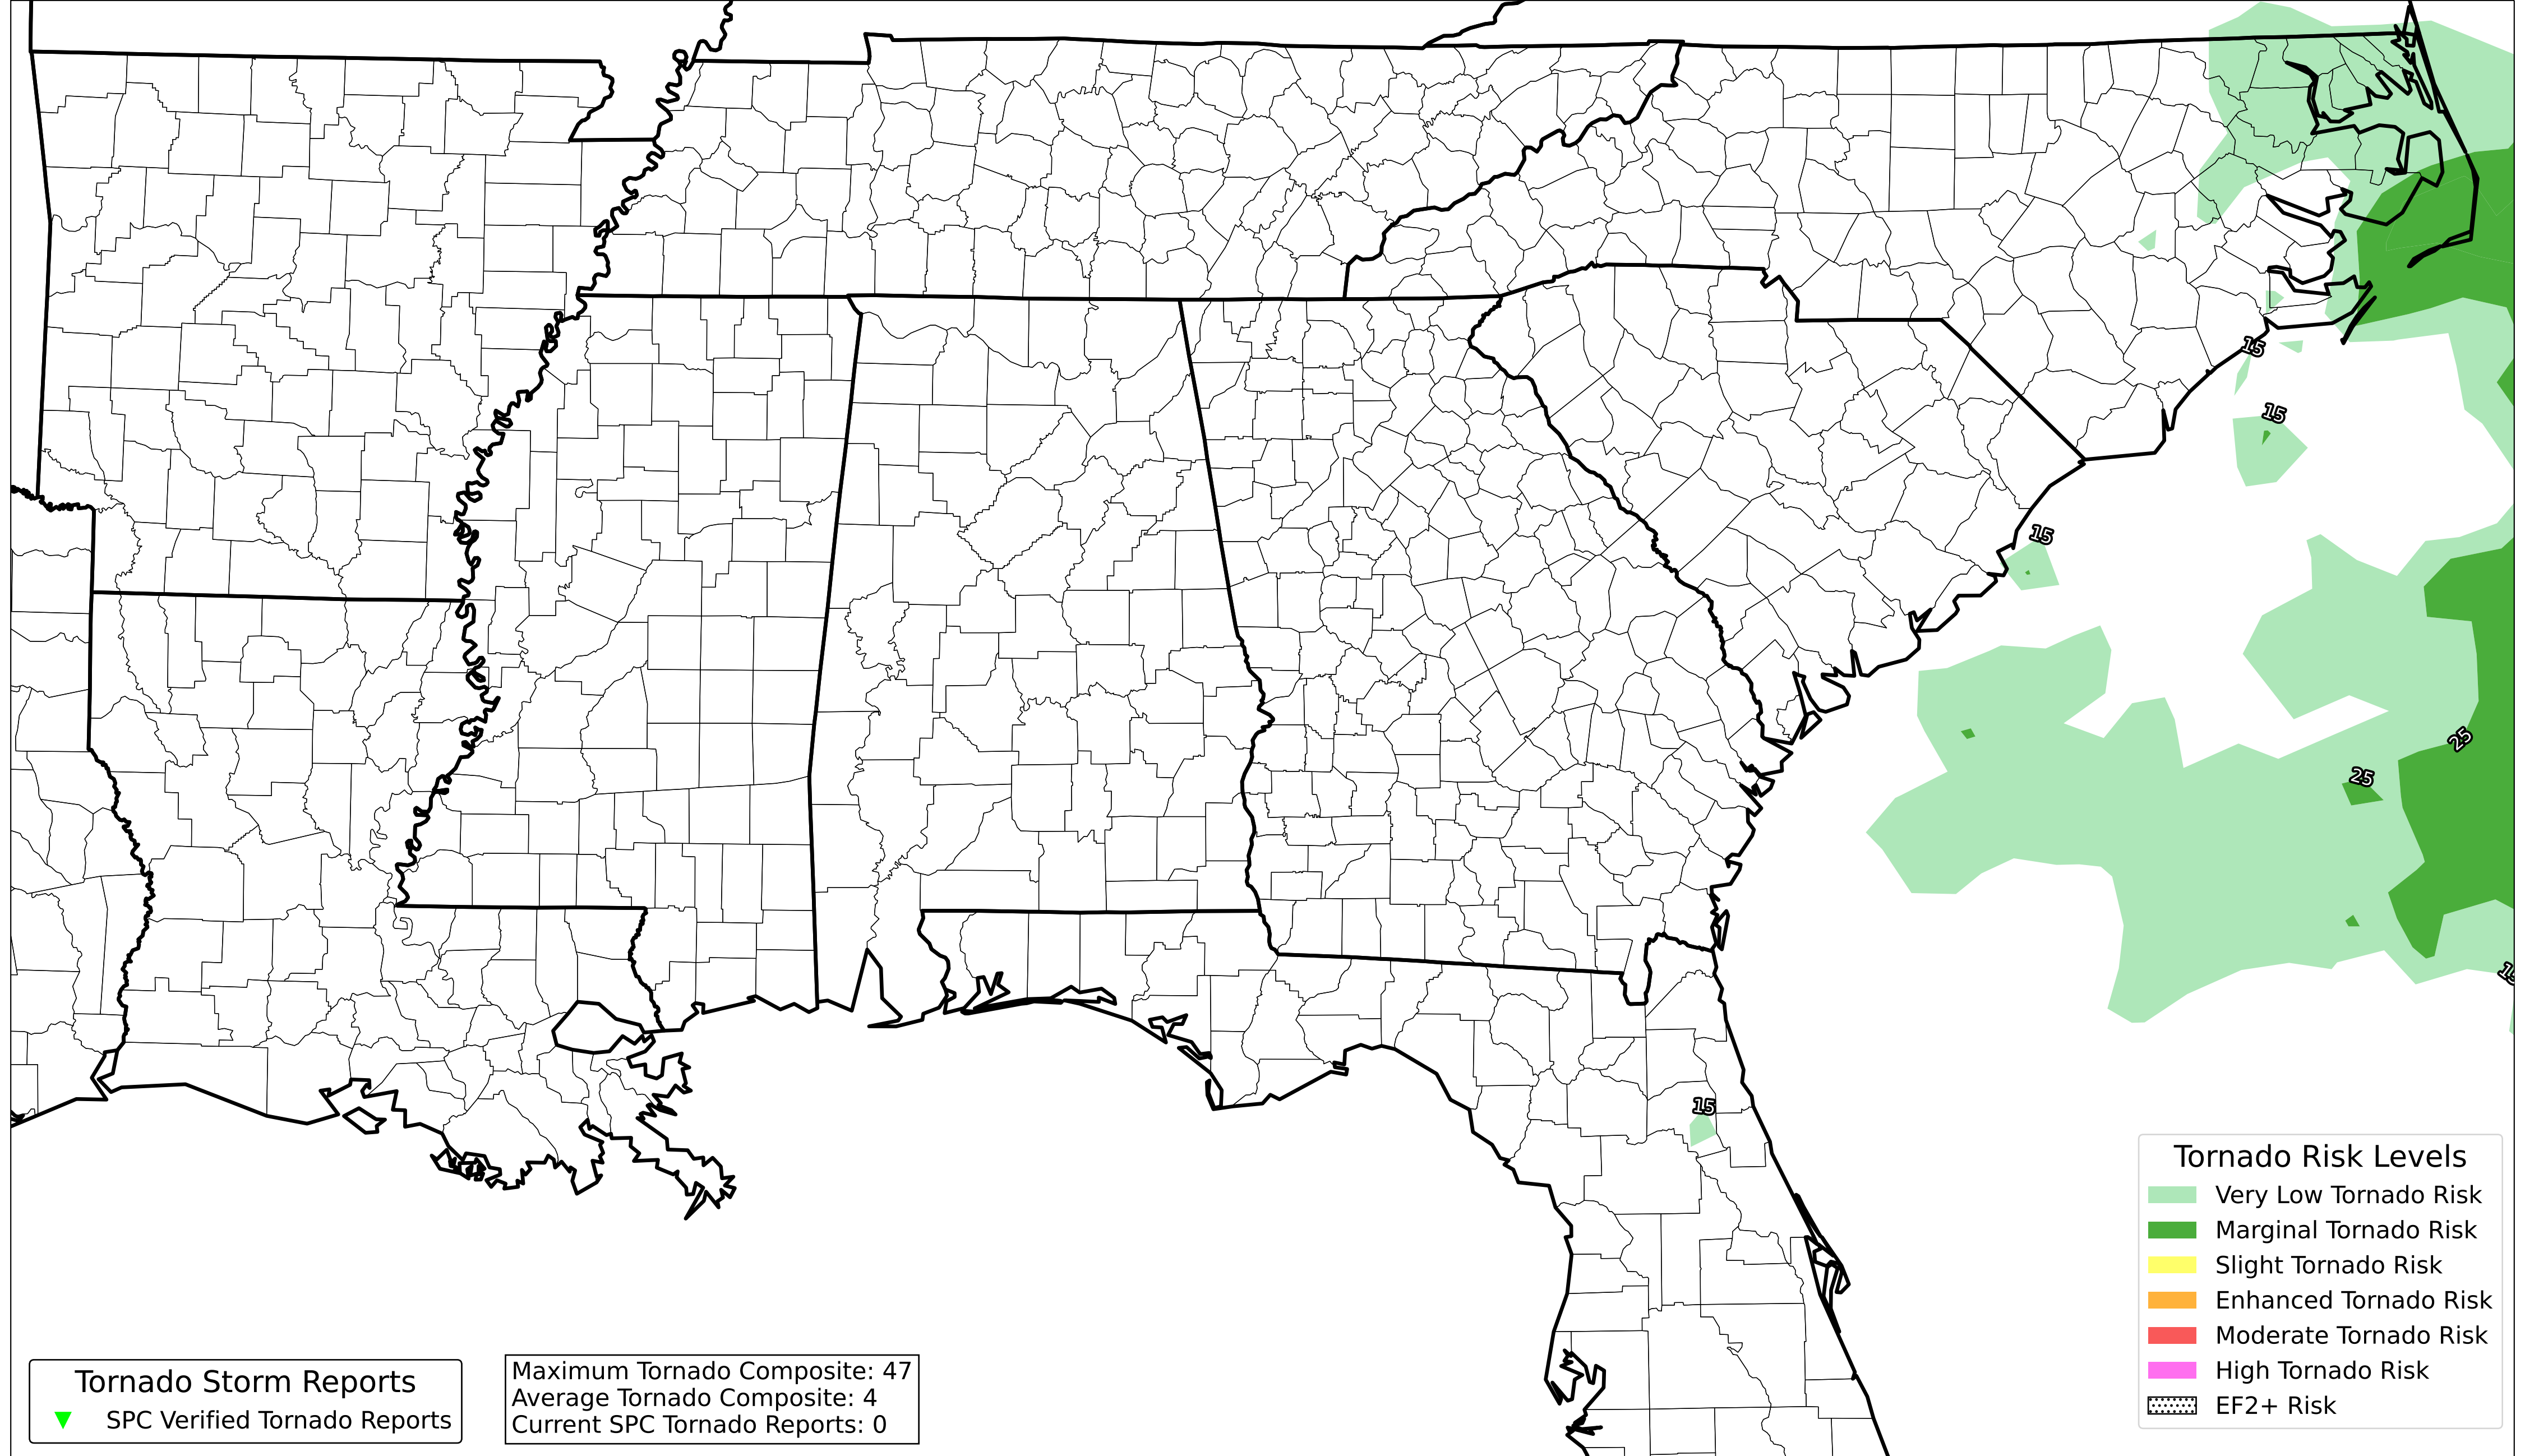 15
15
15
25
25
15
Tornado Risk Levels
Very Low Tornado Risk
Marginal Tornado Risk
Slight Tornado Risk
Enhanced Tornado Risk
Moderate Tornado Risk
High Tornado Risk
EF2+ Risk
Tornado Storm Reports
SPC Verified Tornado Reports
Maximum Tornado Composite: 47
Average Tornado Composite: 4
Current SPC Tornado Reports: 0